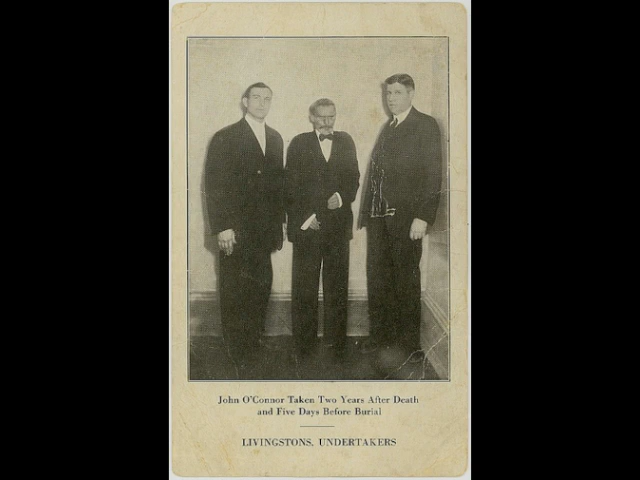 John O'Connor Taken Two Years After Death
and Five Days Before Burial
LIVINGSTONS, UNDERTAKERS